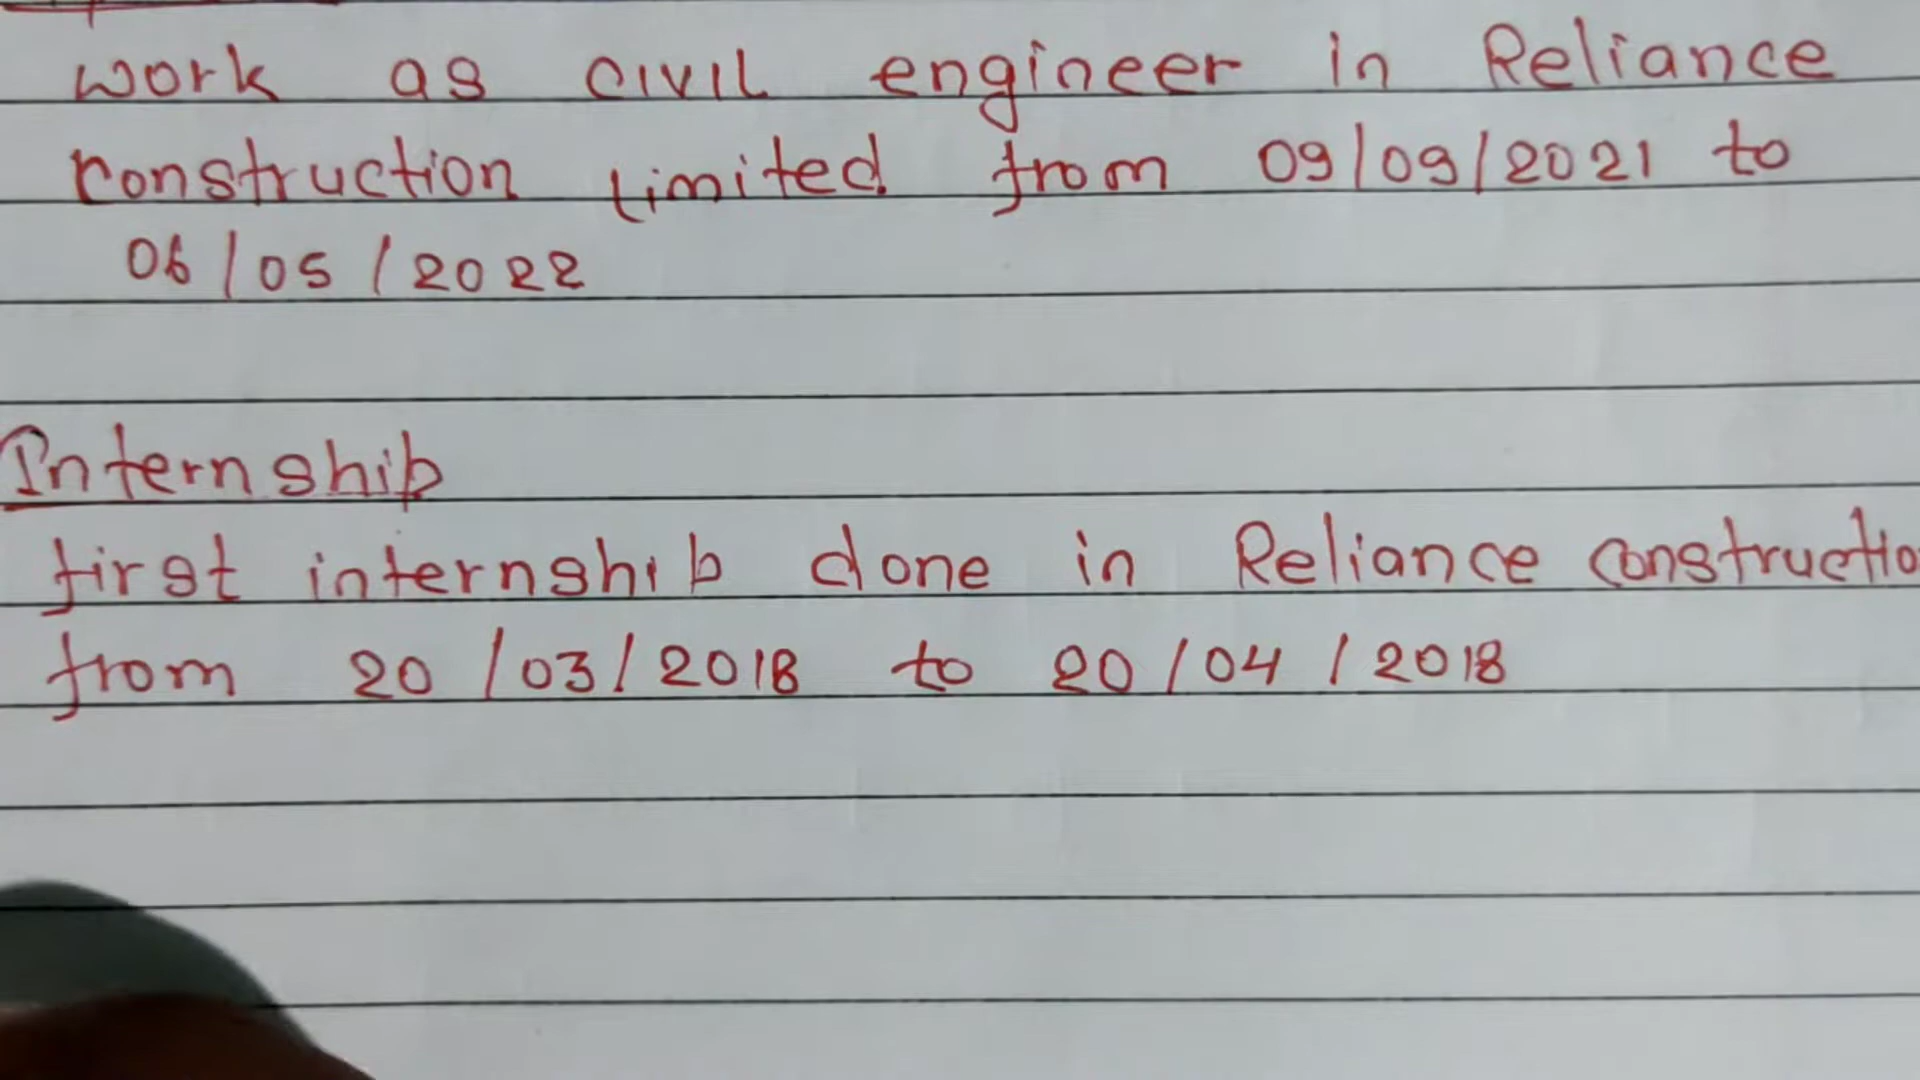 work as civil engineer in Reliance
construction limited from 09/09/2021 to
06/05/2022
Internship
first internship done in Reliance constructio
from 20/03/2018 to 20/04/2018